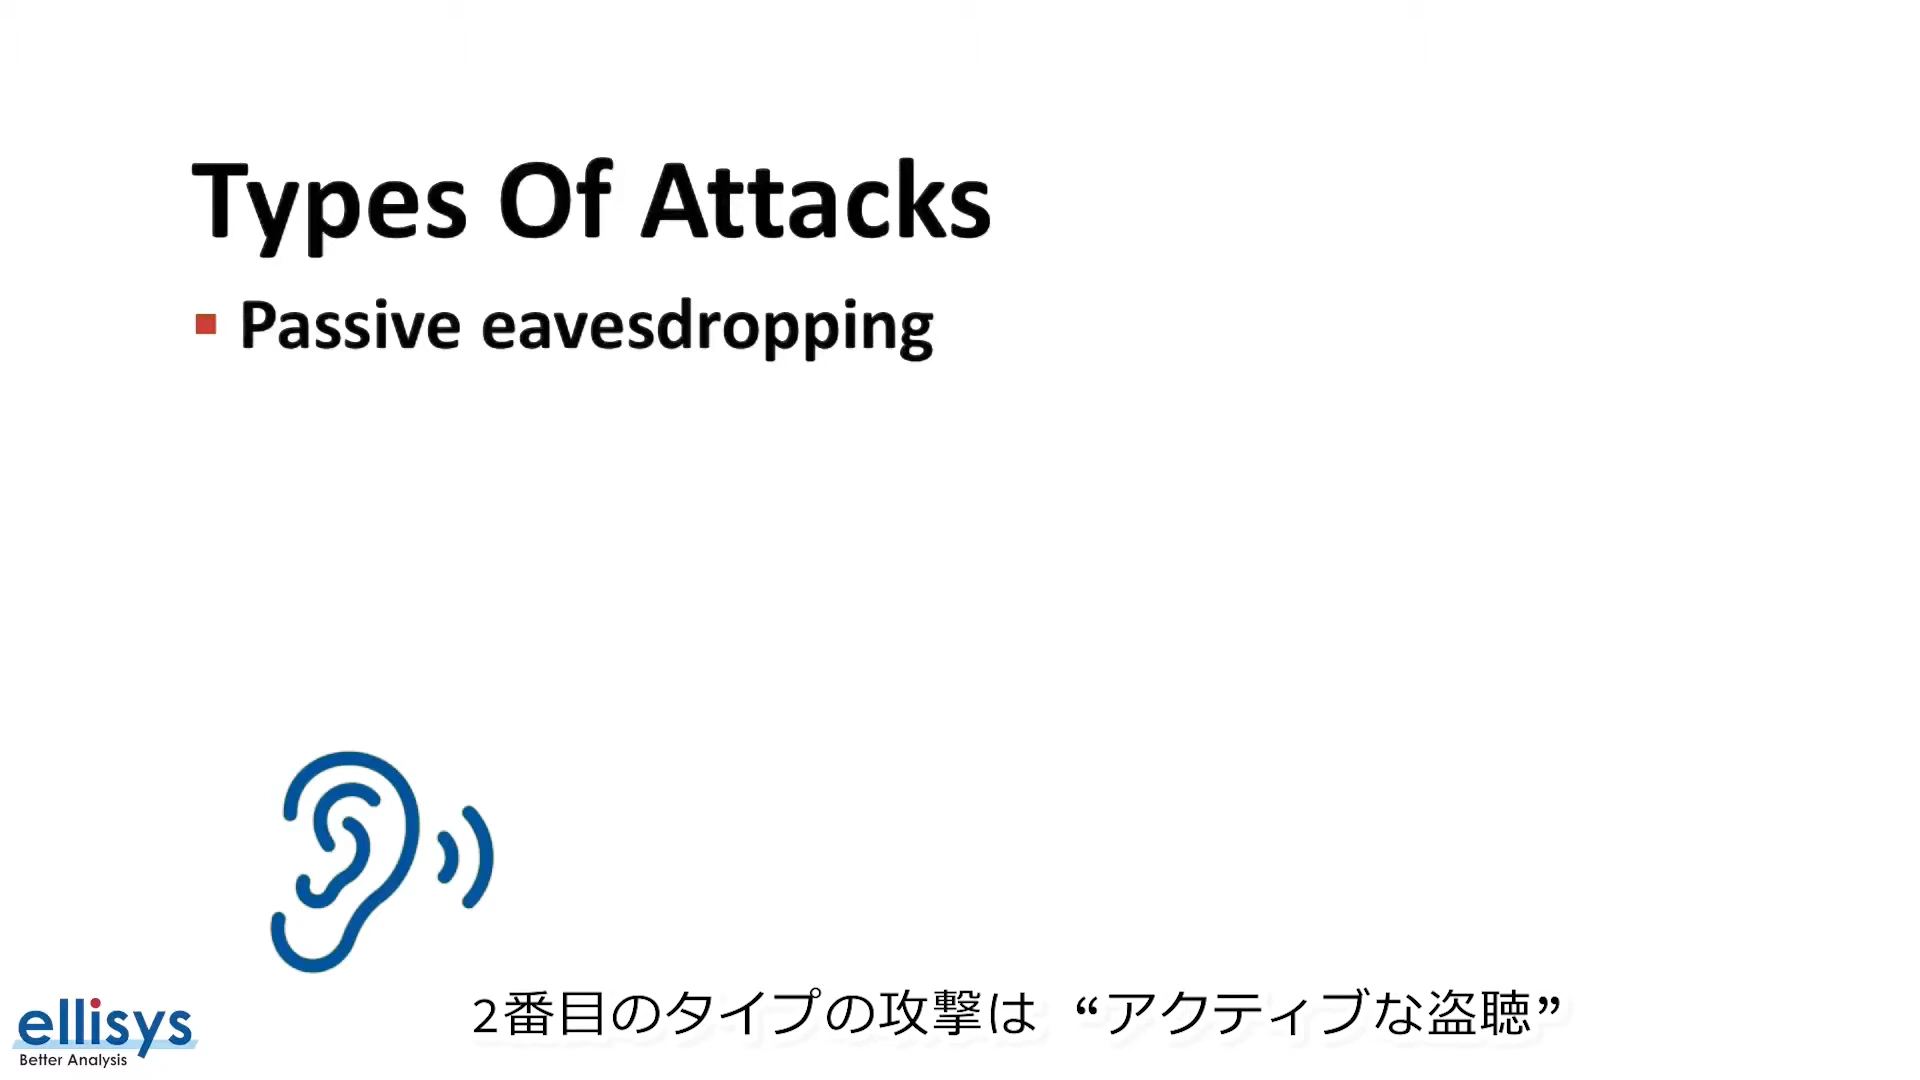 Types Of Attacks
Passive eavesdropping
2番目のタイプの攻撃は “アクティブな盗聴”
ellisys
Better Analysis